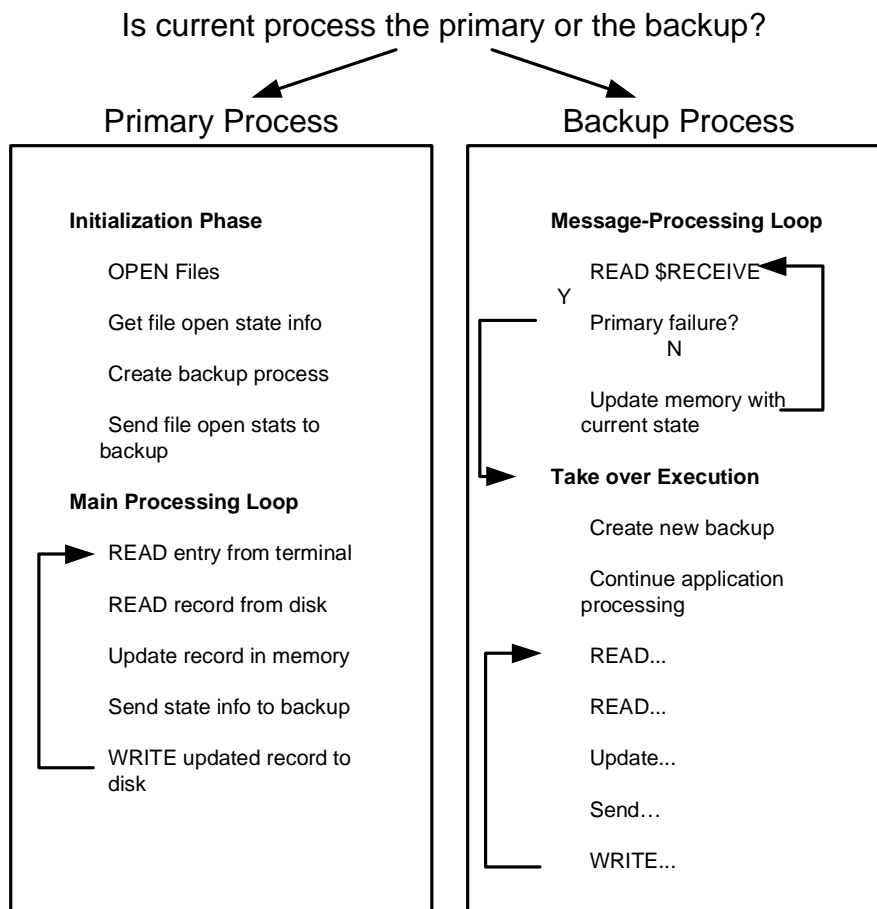 Is current process the primary or the backup?
Primary Process
Initialization Phase
OPEN Files
Get file open state info
Create backup process
Send file open stats to
backup
Main Processing Loop
READ entry from terminal
READ record from disk
Update record in memory
Send state info to backup
WRITE updated record to
disk
Backup Process
Message-Processing Loop
READ $RECEIVE
Y
Primary failure?
N
Update memory with
current state
Take over Execution
Create new backup
Continue application
processing
READ...
READ...
Update...
Send…
WRITE...